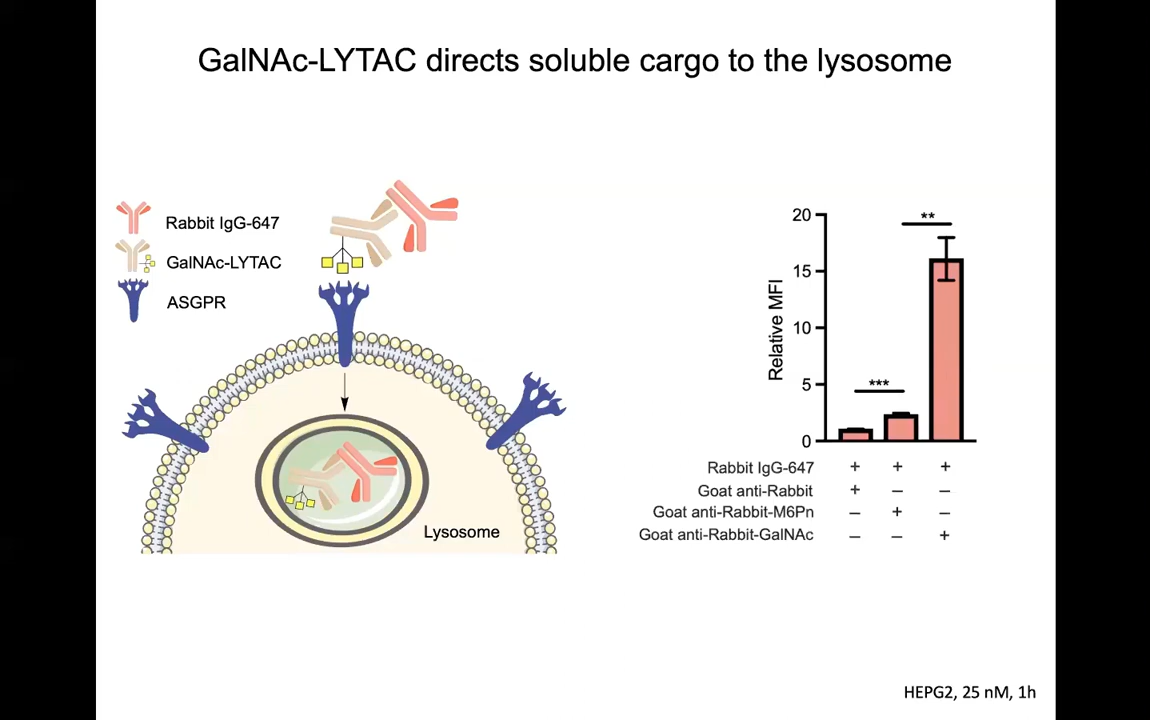 GalNAc-LYTAC directs soluble cargo to the lysosome
Rabbit IgG-647
GalNAc-LYTAC
ASGPR
Lysosome
20
15
10
5
0
Relative MFI
***
**
Rabbit IgG-647 + + +
Goat anti-Rabbit + – –
Goat anti-Rabbit-M6Pn – + –
Goat anti-Rabbit-GalNAc – – +
HEPG2, 25 nM, 1h